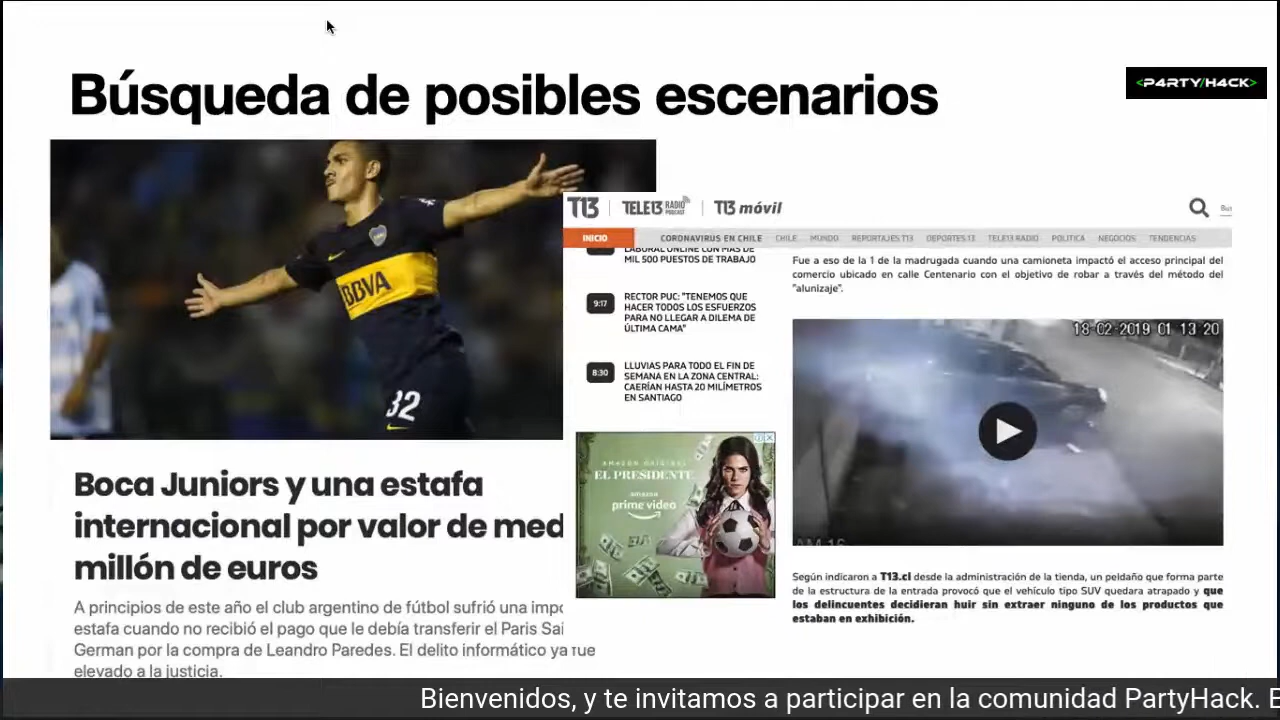 Búsqueda de posibles escenarios
<P4RTY/H4CK>
BBVA
32
Boca Juniors y una estafa
internacional por valor de med
millón de euros
A principios de este año el club argentino de fútbol sufrió una impo
estafa cuando no recibió el pago que le debía transferir el Paris Sai
German por la compra de Leandro Paredes. El delito informático ya fue
elevado a la justicia.
T13 | TELE13 RADIO PODCAST | T13 móvil
INICIO CORONAVIRUS EN CHILE CHILE MUNDO REPORTAJES T13 DEPORTES 13 TELE13 RADIO POLÍTICA NEGOCIOS TENDENCIAS
LABORAL ONLINE CON MÁS DE
MIL 500 PUESTOS DE TRABAJO
9:17
RECTOR PUC: "TENEMOS QUE
HACER TODOS LOS ESFUERZOS
PARA NO LLEGAR A DILEMA DE
ÚLTIMA CAMA"
8:30
LLUVIAS PARA TODO EL FIN DE
SEMANA EN LA ZONA CENTRAL:
CAERÍAN HASTA 20 MILÍMETROS
EN SANTIAGO
AMAZON ORIGINAL
EL PRESIDENTE
amazon
prime video
Fue a eso de la 1 de la madrugada cuando una camioneta impactó el acceso principal del
comercio ubicado en calle Centenario con el objetivo de robar a través del método del
"alunizaje".
18-02-2019 01 13 20
Según indicaron a T13.cl desde la administración de la tienda, un peldaño que forma parte
de la estructura de la entrada provocó que el vehículo tipo SUV quedara atrapado y que
los delincuentes decidieran huir sin extraer ninguno de los productos que
estaban en exhibición.
Bienvenidos, y te invitamos a participar en la comunidad PartyHack. E